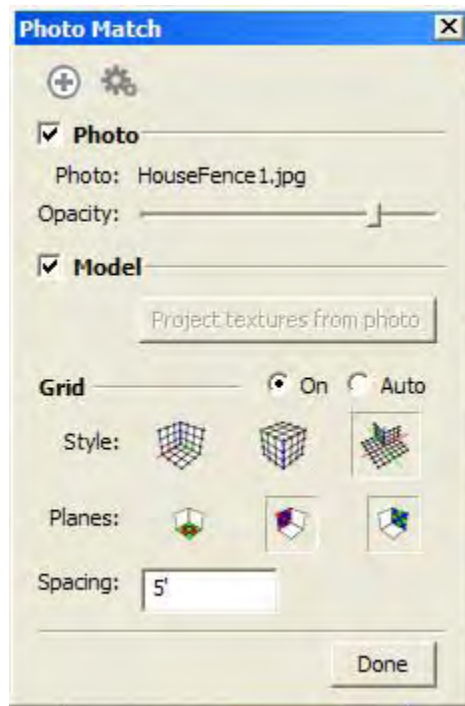 Photo Match
Photo
Photo: HouseFence1.jpg
Opacity:
Model
Project textures from photo
Grid On Auto
Style:
Planes:
Spacing: 5'
Done